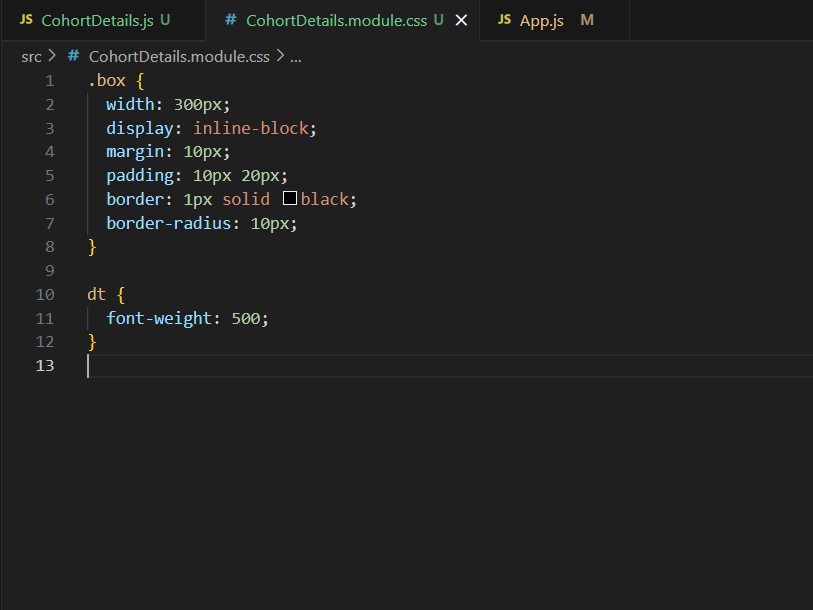 JS CohortDetails.js U # CohortDetails.module.css U JS App.js M
src > # CohortDetails.module.css > ...
1 .box {
2 width: 300px;
3 display: inline-block;
4 margin: 10px;
5 padding: 10px 20px;
6 border: 1px solid black;
7 border-radius: 10px;
8 }
9
10 dt {
11 font-weight: 500;
12 }
13